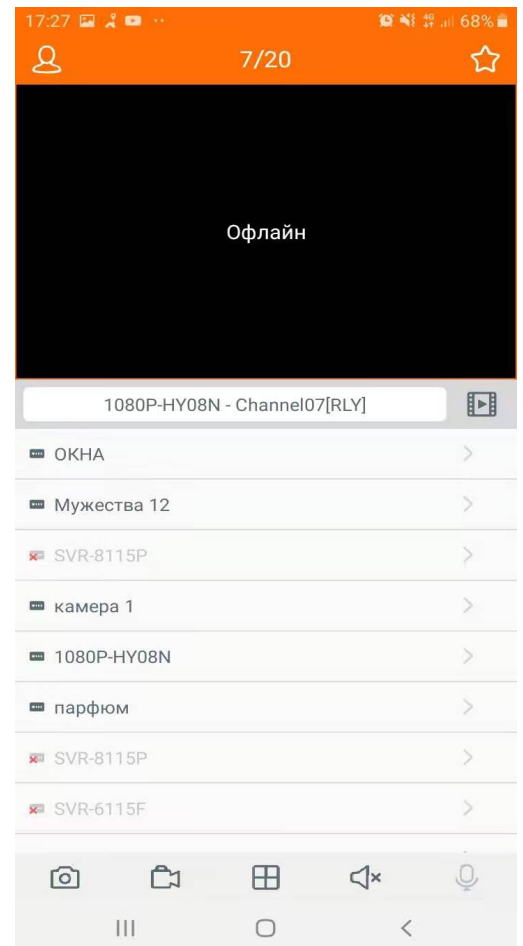 17:27 4G 68%
7/20
Офлайн
1080P-HY08N - Channel07[RLY]
ОКНА
Мужества 12
SVR-8115P
камера 1
1080P-HY08N
парфюм
SVR-8115P
SVR-6115F